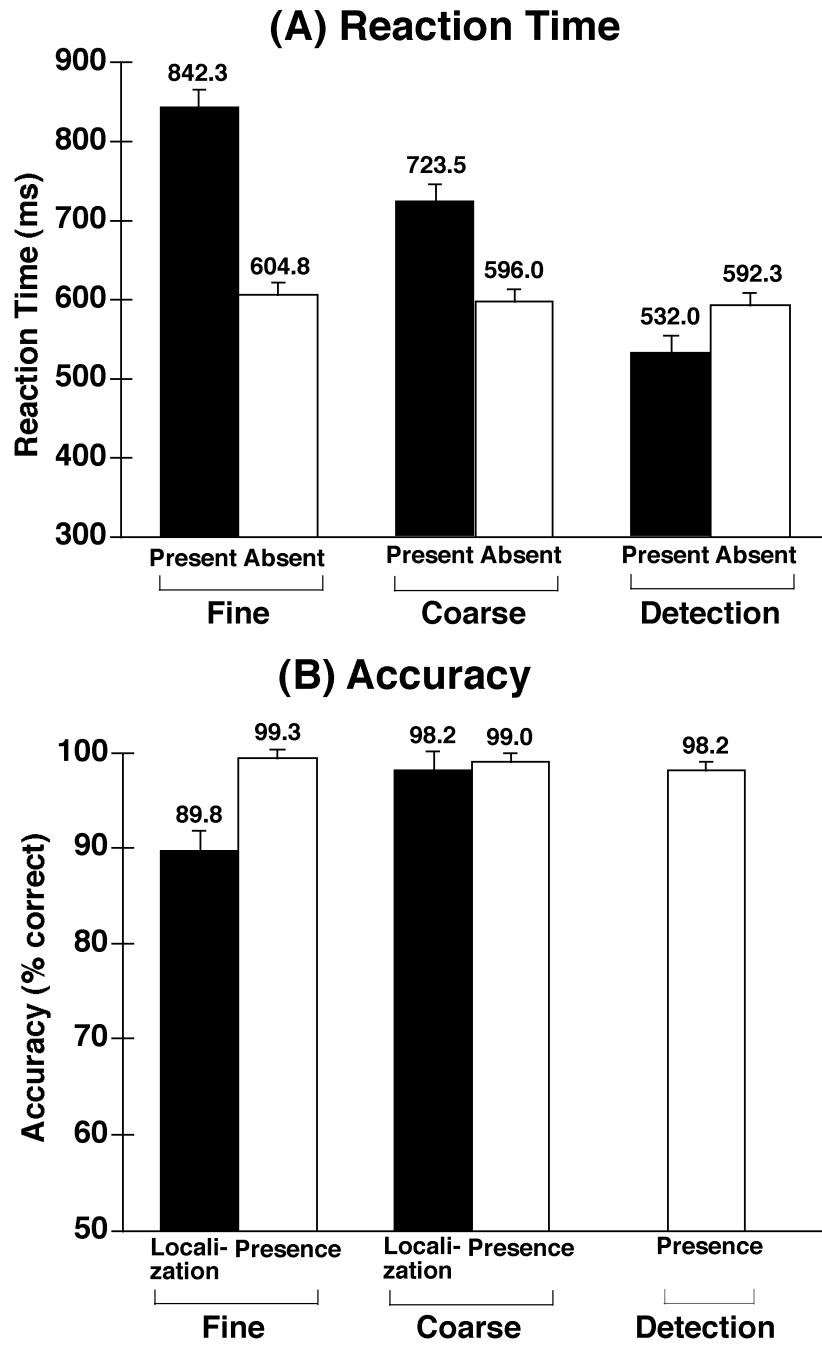 (A) Reaction Time
900
842.3
800
723.5
700
604.8
596.0
592.3
600
532.0
500
400
300
Reaction Time (ms)
Present Absent
Present Absent
Present Absent
Fine
Coarse
Detection
(B) Accuracy
99.3
98.2
99.0
98.2
100
89.8
90
80
70
60
50
Accuracy (% correct)
Locali- Presence
zation
Locali- Presence
zation
Presence
Fine
Coarse
Detection